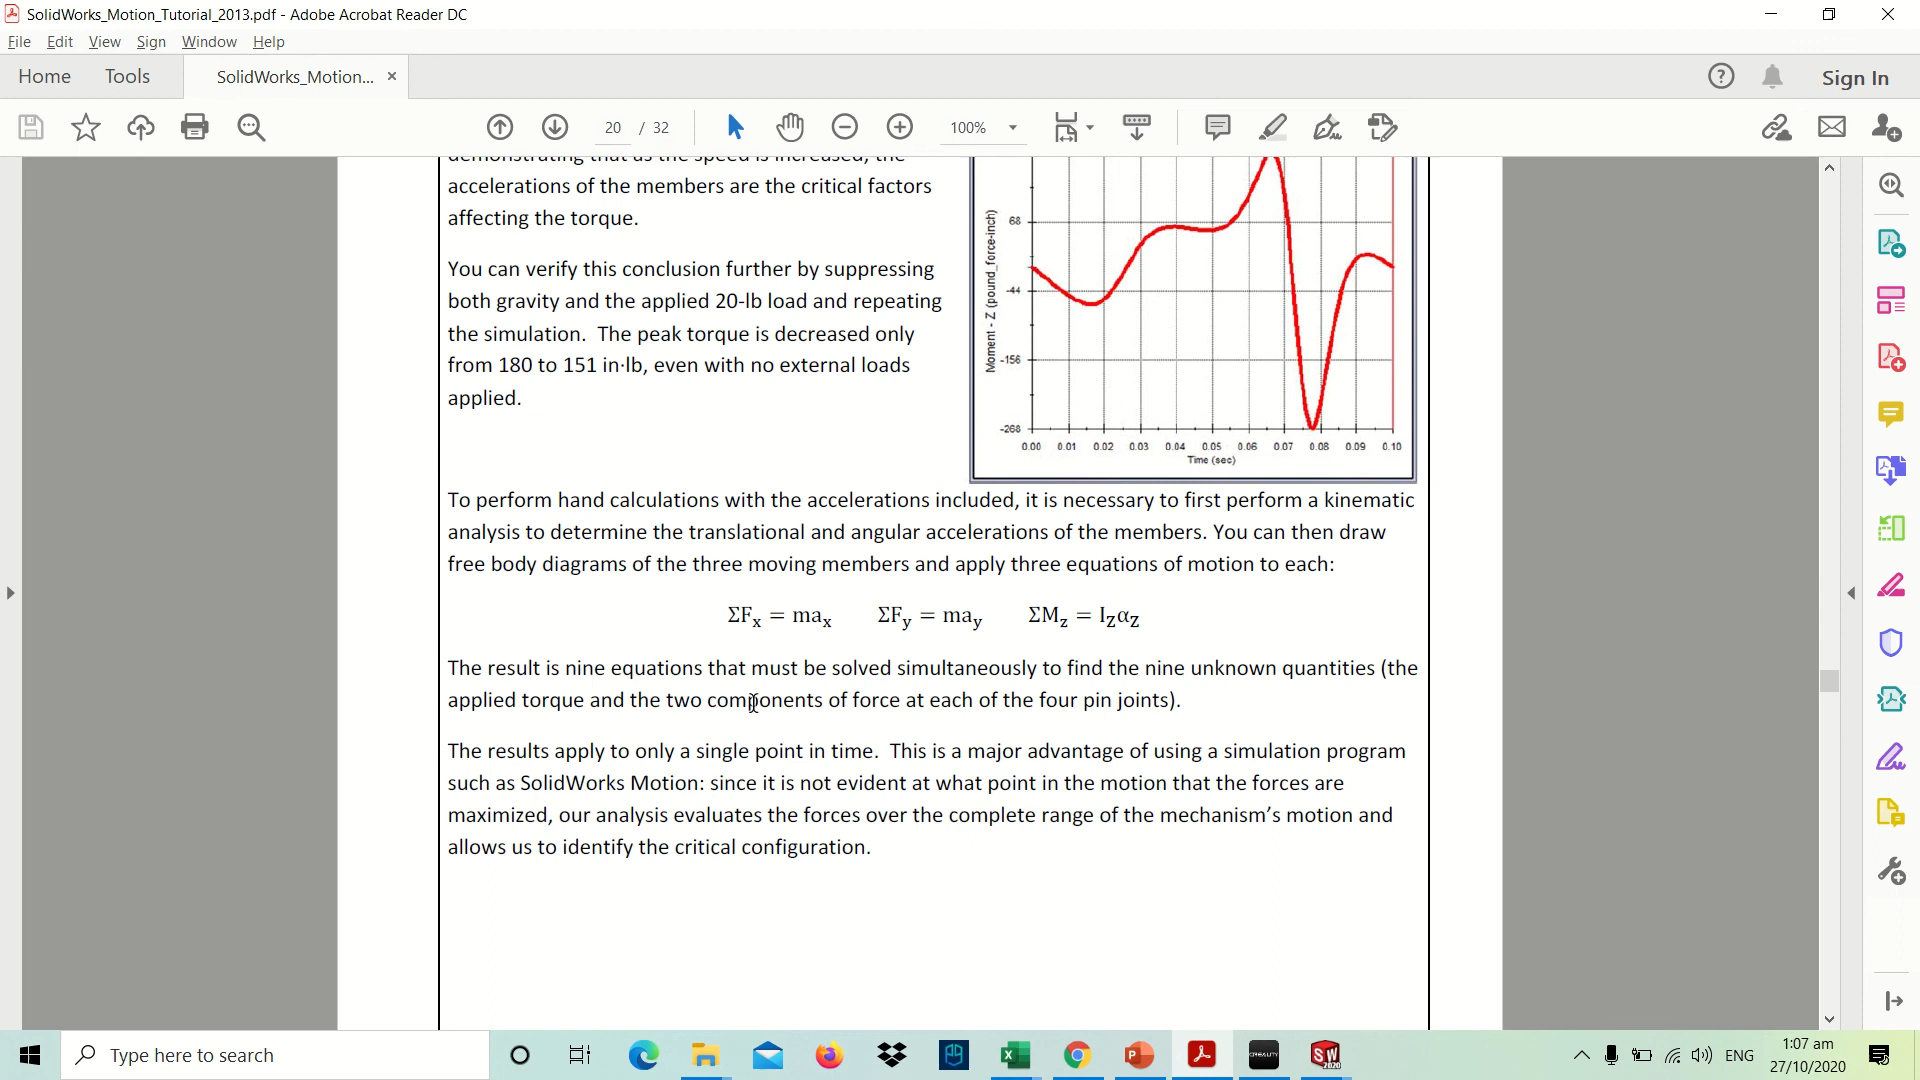 SolidWorks_Motion_Tutorial_2013.pdf - Adobe Acrobat Reader DC
File Edit View Sign Window Help
Home Tools SolidWorks_Motion... × Sign In
20 / 32 100%
demonstrating that as the speed is increased, the
accelerations of the members are the critical factors
affecting the torque.
You can verify this conclusion further by suppressing
both gravity and the applied 20-lb load and repeating
the simulation.  The peak torque is decreased only
from 180 to 151 in·lb, even with no external loads
applied.
Moment - Z (pound_force-inch)
68
-44
-156
-268
0.00 0.01 0.02 0.03 0.04 0.05 0.06 0.07 0.08 0.09 0.10
Time (sec)
To perform hand calculations with the accelerations included, it is necessary to first perform a kinematic
analysis to determine the translational and angular accelerations of the members. You can then draw
free body diagrams of the three moving members and apply three equations of motion to each:
ΣFx = max ΣFy = may ΣMz = Izαz
The result is nine equations that must be solved simultaneously to find the nine unknown quantities (the
applied torque and the two components of force at each of the four pin joints).
The results apply to only a single point in time.  This is a major advantage of using a simulation program
such as SolidWorks Motion: since it is not evident at what point in the motion that the forces are
maximized, our analysis evaluates the forces over the complete range of the mechanism's motion and
allows us to identify the critical configuration.
Type here to search
CREALITY
SW
2020
ENG
1:07 am
27/10/2020